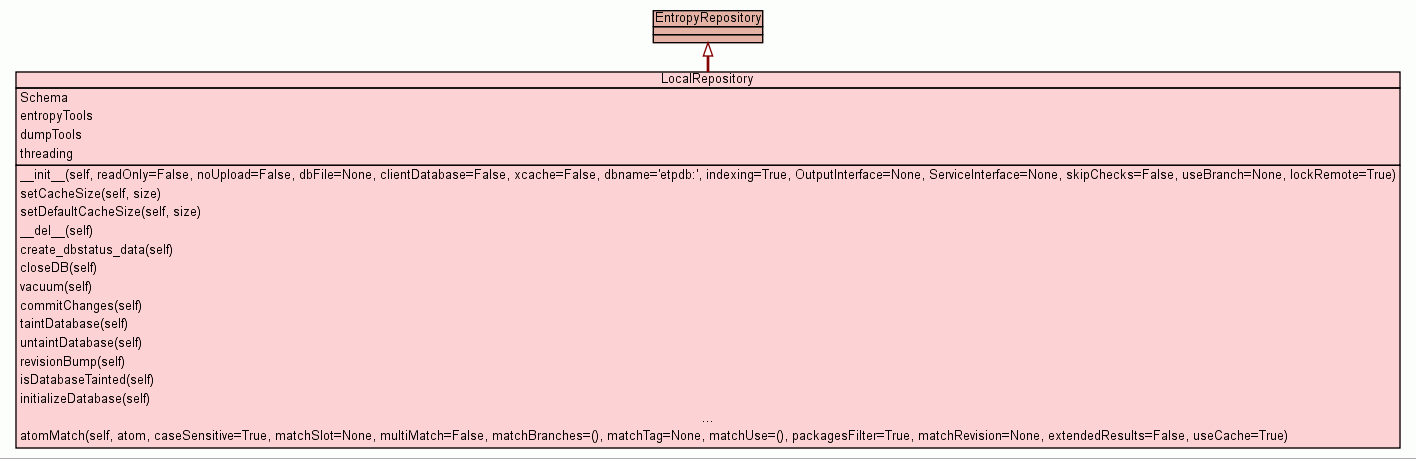 EntropyRepository
LocalRepository
Schema
entropyTools
dumpTools
threading
__init__(self, readOnly=False, noUpload=False, dbFile=None, clientDatabase=False, xcache=False, dbname='etpdb:', indexing=True, OutputInterface=None, ServiceInterface=None, skipChecks=False, useBranch=None, lockRemote=True)
setCacheSize(self, size)
setDefaultCacheSize(self, size)
__del__(self)
create_dbstatus_data(self)
closeDB(self)
vacuum(self)
commitChanges(self)
taintDatabase(self)
untaintDatabase(self)
revisionBump(self)
isDatabaseTainted(self)
initializeDatabase(self)
...
atomMatch(self, atom, caseSensitive=True, matchSlot=None, multiMatch=False, matchBranches=(), matchTag=None, matchUse=(), packagesFilter=True, matchRevision=None, extendedResults=False, useCache=True)